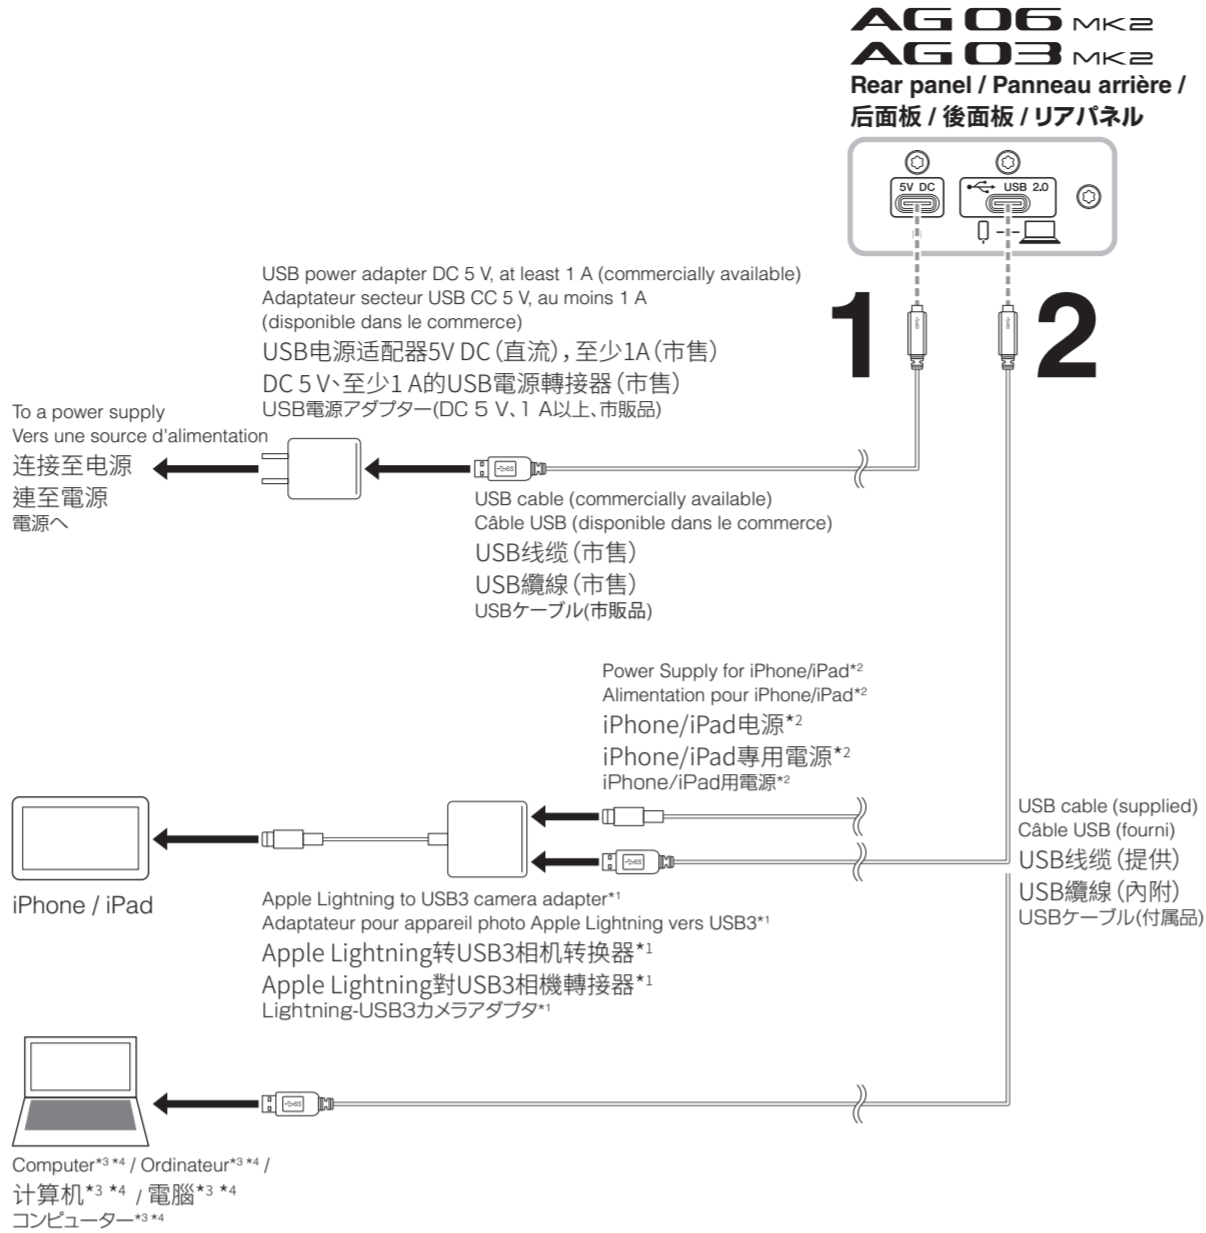 AG06 MK2
AG03 MK2
Rear panel / Panneau arrière /
后面板 / 後面板 / リアパネル
5V DC
USB 2.0
1
2
USB power adapter DC 5 V, at least 1 A (commercially available)
Adaptateur secteur USB CC 5 V, au moins 1 A
(disponible dans le commerce)
USB电源适配器5V DC（直流），至少1A（市售）
DC 5 V、至少1 A的USB電源轉接器（市售）
USB電源アダプター(DC 5 V、1 A以上、市販品)
To a power supply
Vers une source d'alimentation
连接至电源
連至電源
電源へ
USB cable (commercially available)
Câble USB (disponible dans le commerce)
USB线缆（市售）
USB纜線（市售）
USBケーブル(市販品)
Power Supply for iPhone/iPad*2
Alimentation pour iPhone/iPad*2
iPhone/iPad电源*2
iPhone/iPad專用電源*2
iPhone/iPad用電源*2
USB cable (supplied)
Câble USB (fourni)
USB线缆（提供）
USB纜線（內附）
USBケーブル(付属品)
iPhone / iPad
Apple Lightning to USB3 camera adapter*1
Adaptateur pour appareil photo Apple Lightning vers USB3*1
Apple Lightning转USB3相机转换器*1
Apple Lightning對USB3相機轉接器*1
Lightning-USB3カメラアダプタ*1
Computer*3 *4 / Ordinateur*3 *4 /
计算机*3 *4 / 電腦*3 *4
コンピューター*3 *4